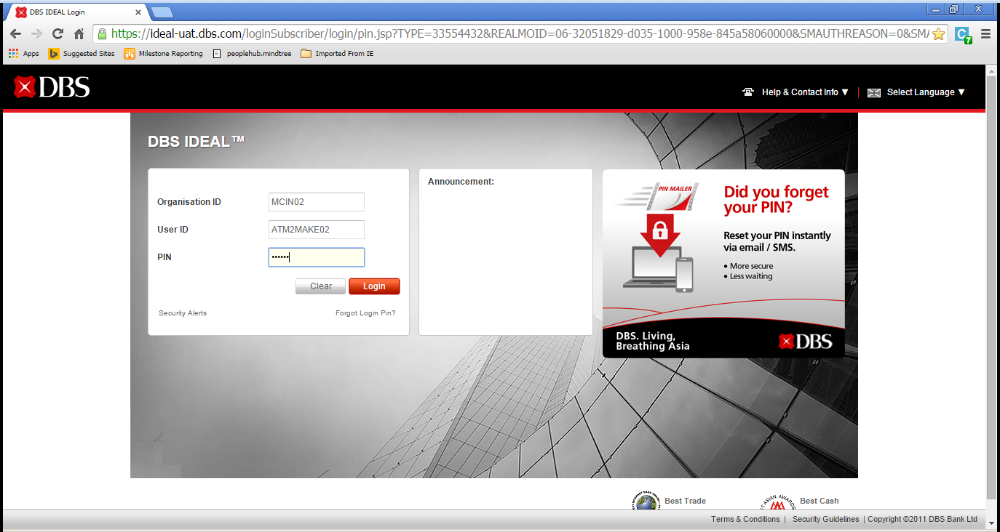 DBS IDEAL Login
https://ideal-uat.dbs.com/loginSubscriber/login/pin.jsp?TYPE=33554432&REALMOID=06-32051829-d035-1000-958e-845a58060000&SMAUTHREASON=0&SMA
Apps Suggested Sites Milestone Reporting peoplehub.mindtree Imported From IE
C 7
DBS
Help & Contact Info ▼ | Select Language ▼
DBS IDEAL™
Organisation ID MCIN02
User ID ATM2MAKE02
PIN ••••••
Clear Login
Security Alerts Forgot Login Pin?
Announcement:
PIN MAILER
Did you forget
your PIN?
Reset your PIN instantly
via email / SMS.
• More secure
• Less waiting
DBS. Living,
Breathing Asia
DBS
Best Trade
Best Cash
Terms & Conditions | Security Guidelines | Copyright ©2011 DBS Bank Ltd